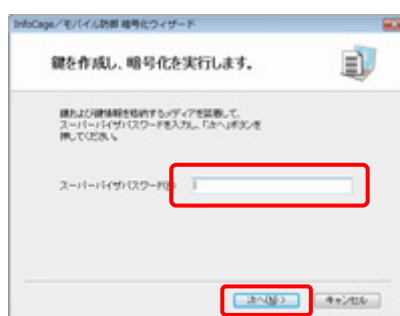 InfoCage/モバイル防御 暗号化ウィザード
鍵を作成し、暗号化を実行します。
鍵および鍵情報を格納するメディアを装着して、
スーパーバイザパスワードを入力し、「次へ」ボタンを
押してください。
スーパーバイザパスワード(P):
次へ(N) >
キャンセル